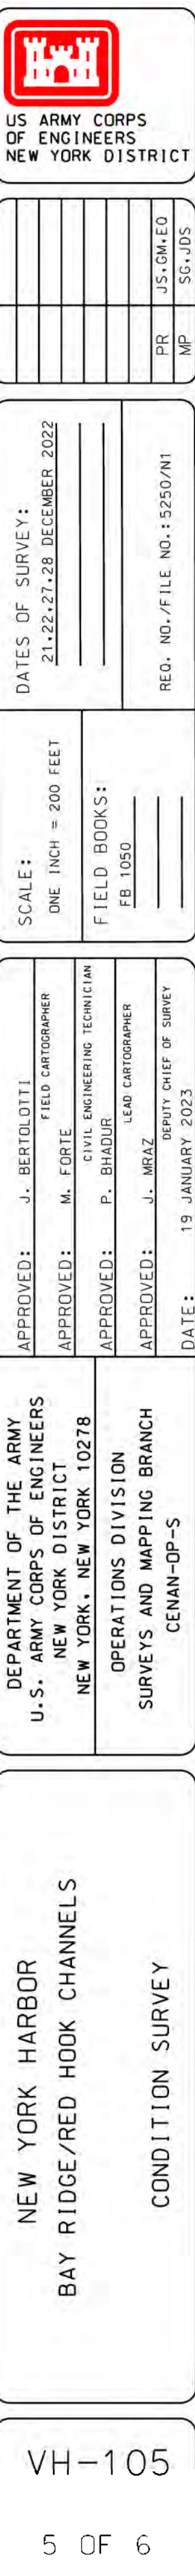 US ARMY CORPS
OF ENGINEERS
NEW YORK DISTRICT
PR JS,GM,EO
MP SG,JDS
DATES OF SURVEY:
21,22,27,28 DECEMBER 2022
REQ. NO./FILE NO.:5250/N1
SCALE:
ONE INCH = 200 FEET
FIELD BOOKS:
FB 1050
APPROVED: J. BERTOLOTTI
FIELD CARTOGRAPHER
APPROVED: M. FORTE
CIVIL ENGINEERING TECHNICIAN
APPROVED: P. BHADUR
LEAD CARTOGRAPHER
APPROVED: J. MRAZ
DEPUTY CHIEF OF SURVEY
DATE: 19 JANUARY 2023
DEPARTMENT OF THE ARMY
U.S. ARMY CORPS OF ENGINEERS
NEW YORK DISTRICT
NEW YORK, NEW YORK 10278
OPERATIONS DIVISION
SURVEYS AND MAPPING BRANCH
CENAN-OP-S
NEW YORK HARBOR
BAY RIDGE/RED HOOK CHANNELS
CONDITION SURVEY
VH-105
5 OF 6